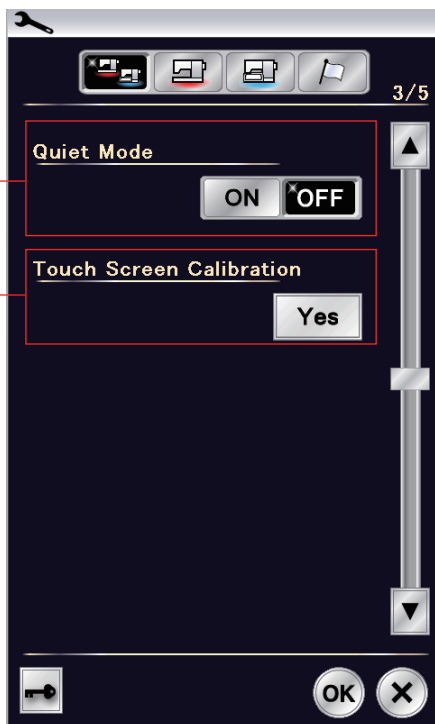 3/5
Quiet Mode
ON OFF
Touch Screen Calibration
Yes
OK